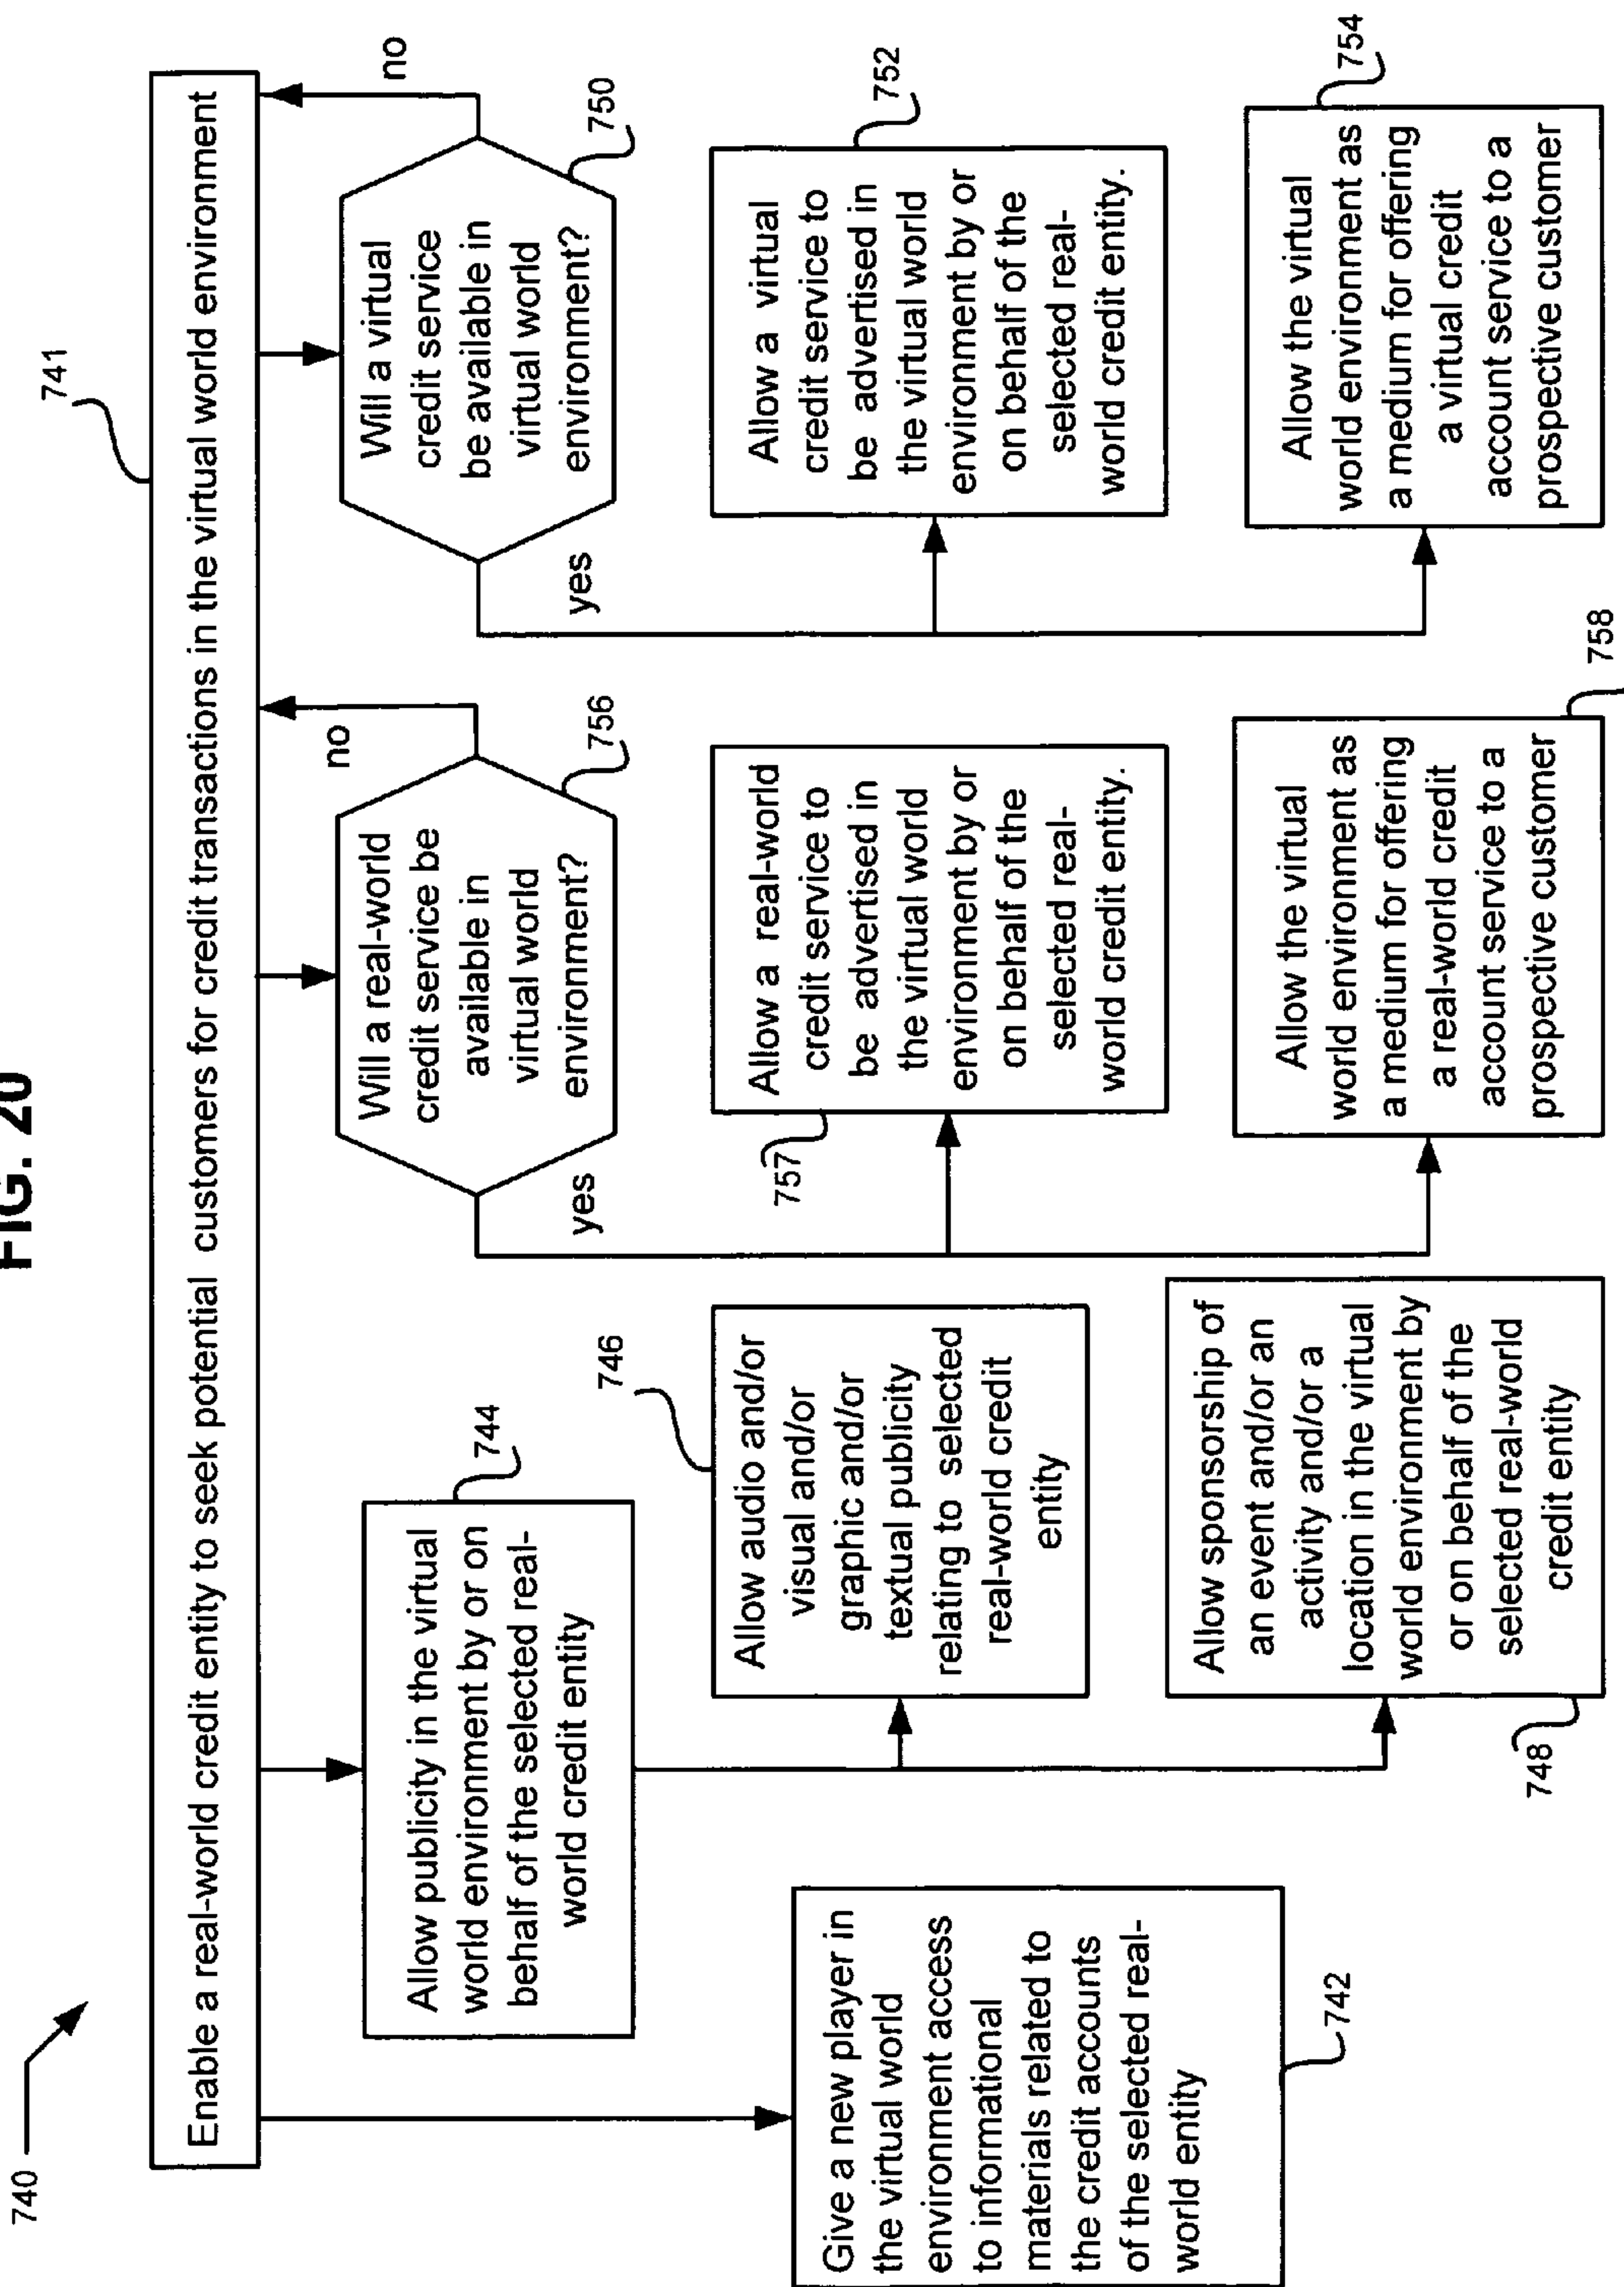 FIG. 20
740
741
Enable a real-world credit entity to seek potential customers for credit transactions in the virtual world environment
Give a new player in
the virtual world
environment access
to informational
materials related to
the credit accounts
of the selected real-
world entity
742
Allow publicity in the virtual
world environment by or on
behalf of the selected real-
world credit entity
744
Allow audio and/or
visual and/or
graphic and/or
textual publicity
relating to selected
real-world credit
entity
746
Allow sponsorship of
an event and/or an
activity and/or a
location in the virtual
world environment by
or on behalf of the
selected real-world
credit entity
748
Will a real-world
credit service be
available in
virtual world
environment?
756
no
yes
Allow a real-world
credit service to
be advertised in
the virtual world
environment by or
on behalf of the
selected real-
world credit entity.
757
Allow the virtual
world environment as
a medium for offering
a real-world credit
account service to a
prospective customer
758
Will a virtual
credit service
be available in
virtual world
environment?
750
no
yes
Allow a virtual
credit service to
be advertised in
the virtual world
environment by or
on behalf of the
selected real-
world credit entity.
752
Allow the virtual
world environment as
a medium for offering
a virtual credit
account service to a
prospective customer
754